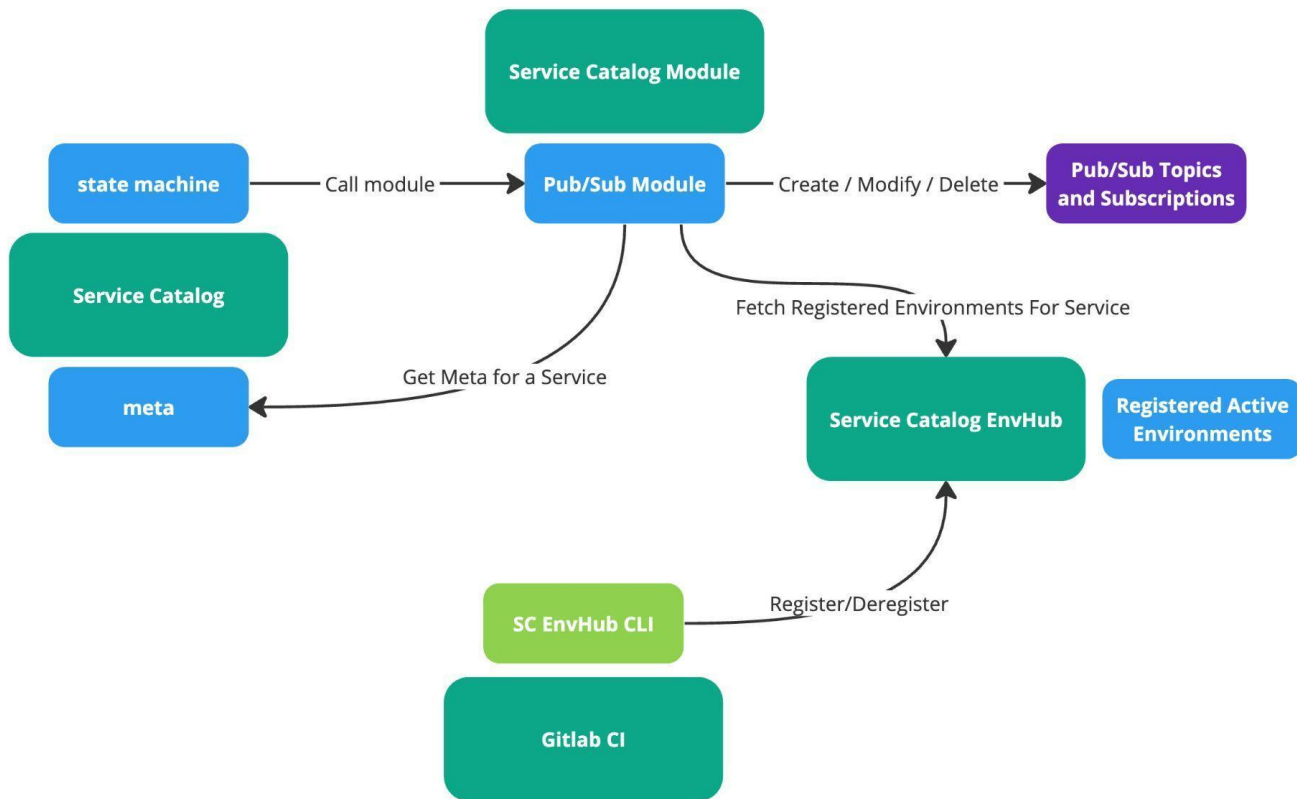 Service Catalog Module
state machine
Call module
Pub/Sub Module
Create / Modify / Delete
Pub/Sub Topics
and Subscriptions
Service Catalog
Fetch Registered Environments For Service
Get Meta for a Service
meta
Service Catalog EnvHub
Registered Active
Environments
SC EnvHub CLI
Register/Deregister
Gitlab CI